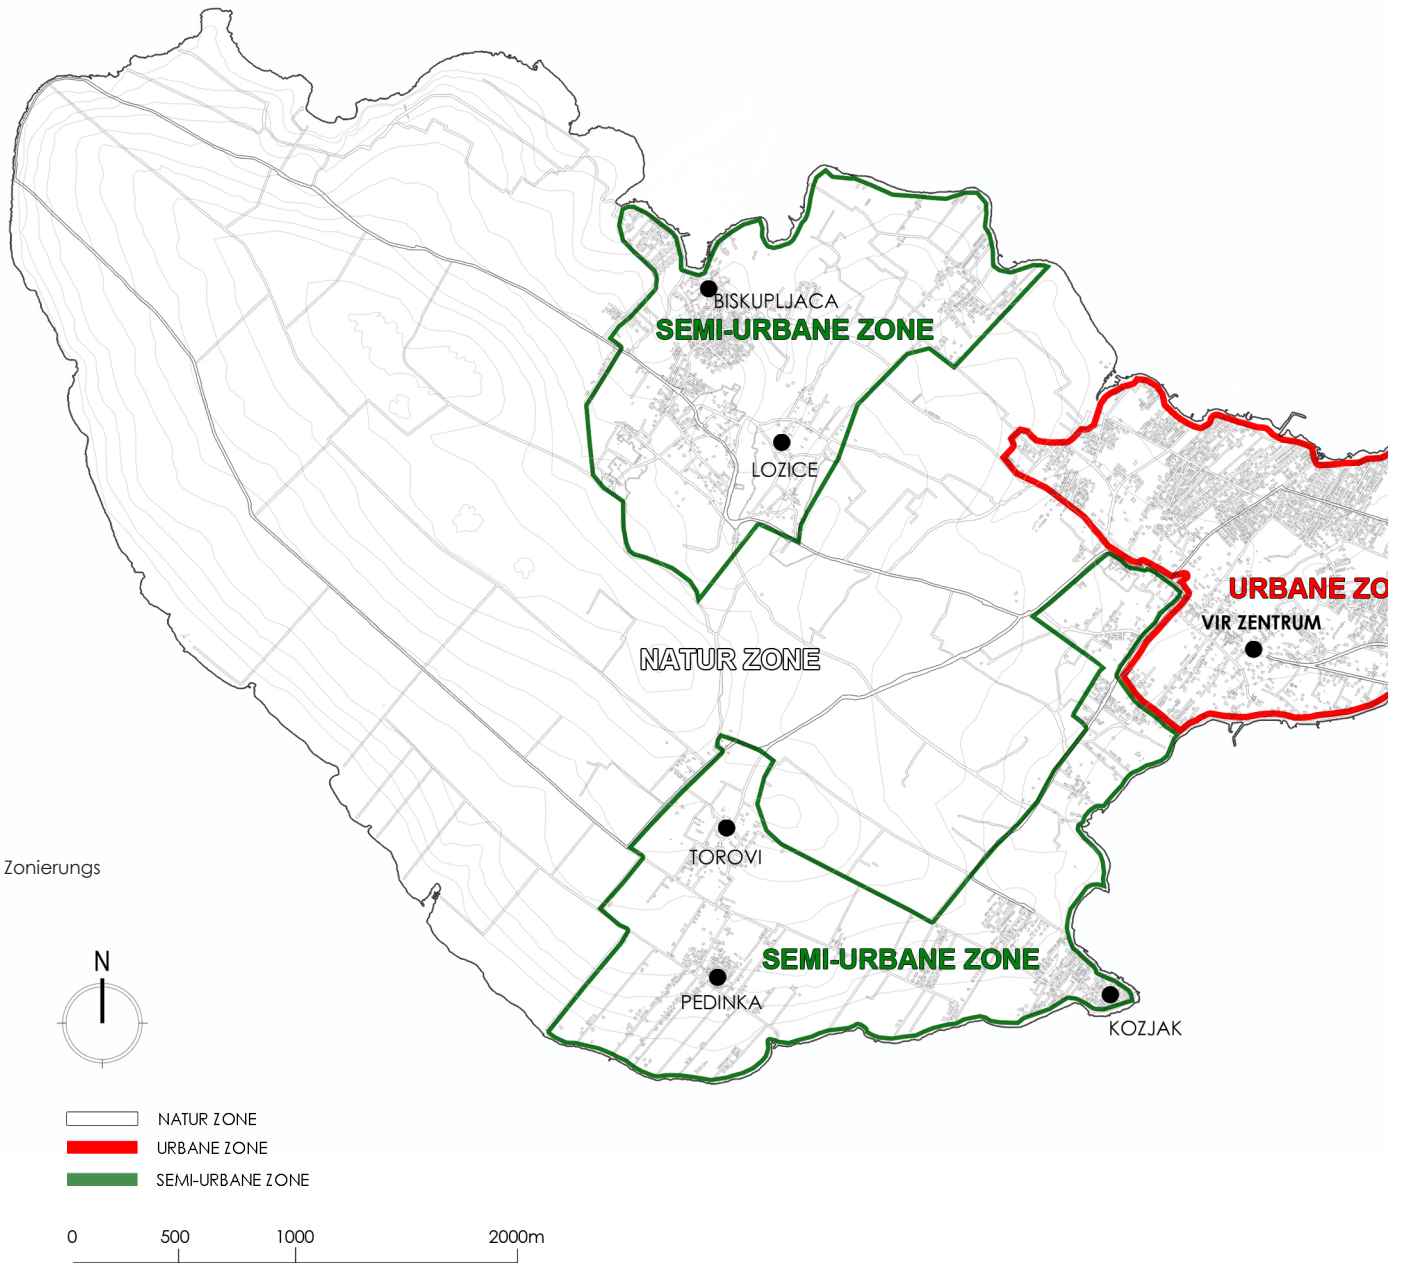 BISKUPLJACA
SEMI-URBANE ZONE
LOZICE
URBANE ZO
VIR ZENTRUM
NATUR ZONE
TOROVI
Zonierungs
SEMI-URBANE ZONE
PEDINKA
KOZJAK
N
NATUR ZONE
URBANE ZONE
SEMI-URBANE ZONE
0 500 1000 2000m